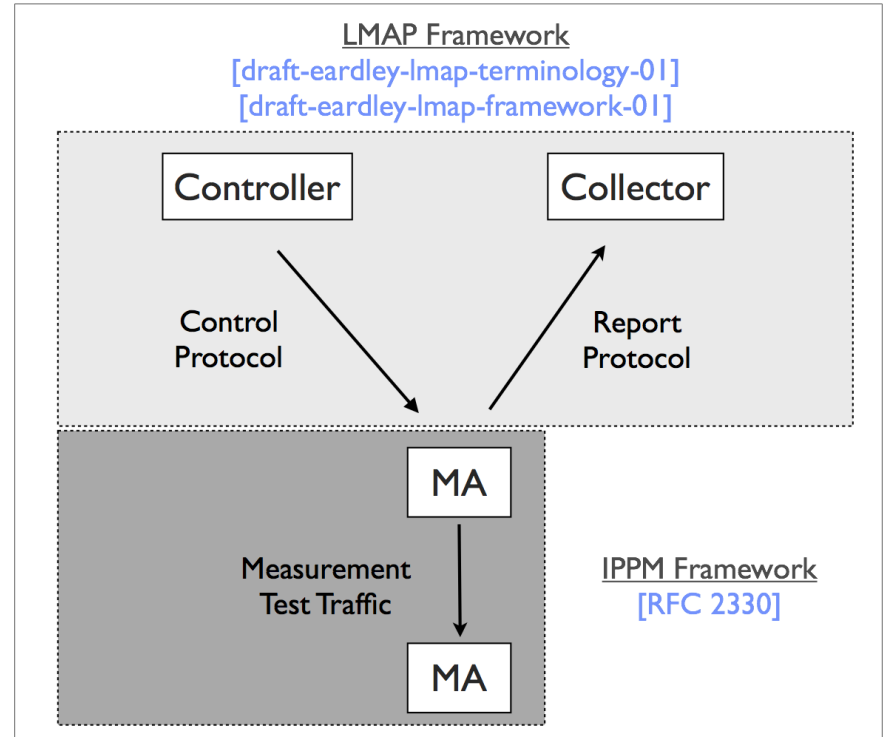 LMAP Framework
[draft-eardley-lmap-terminology-01]
[draft-eardley-lmap-framework-01]
Controller
Collector
Control
Protocol
Report
Protocol
MA
Measurement
Test Traffic
IPPM Framework
[RFC 2330]
MA